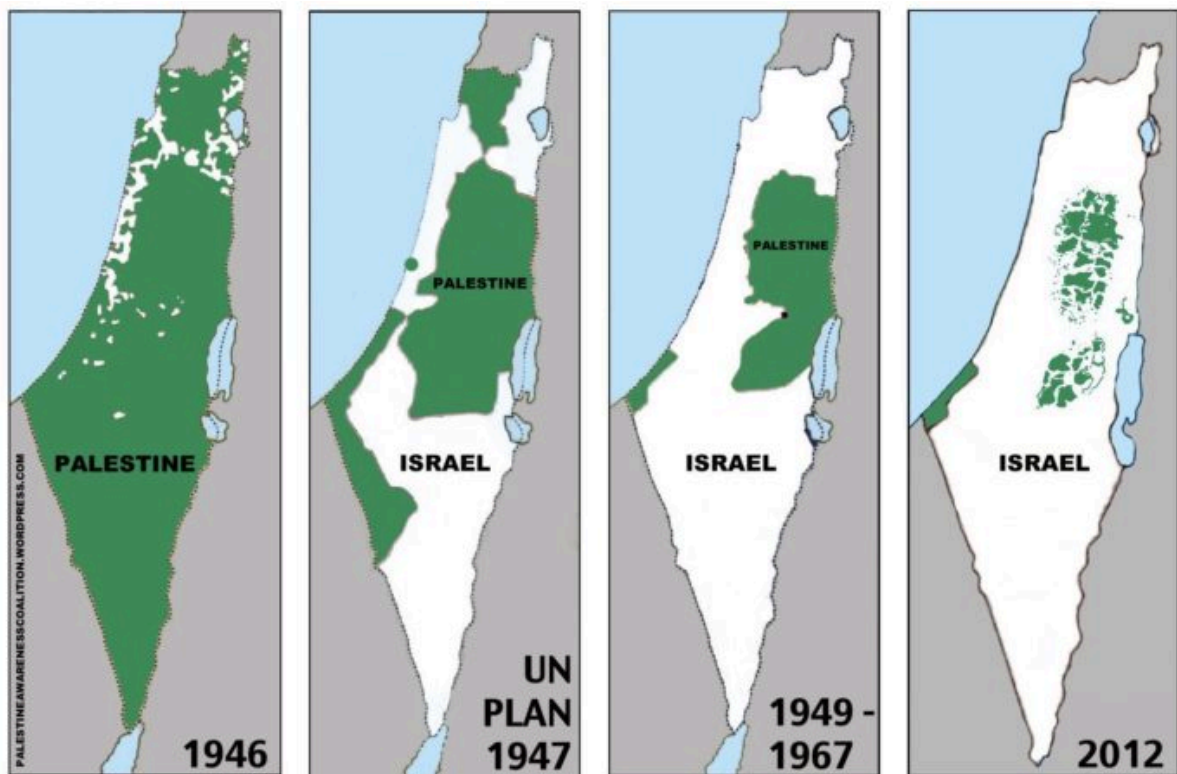 PALESTINEAWARENESSCOALITION.WORDPRESS.COM
PALESTINE
1946
PALESTINE
ISRAEL
UN
PLAN
1947
PALESTINE
ISRAEL
1949 -
1967
ISRAEL
2012